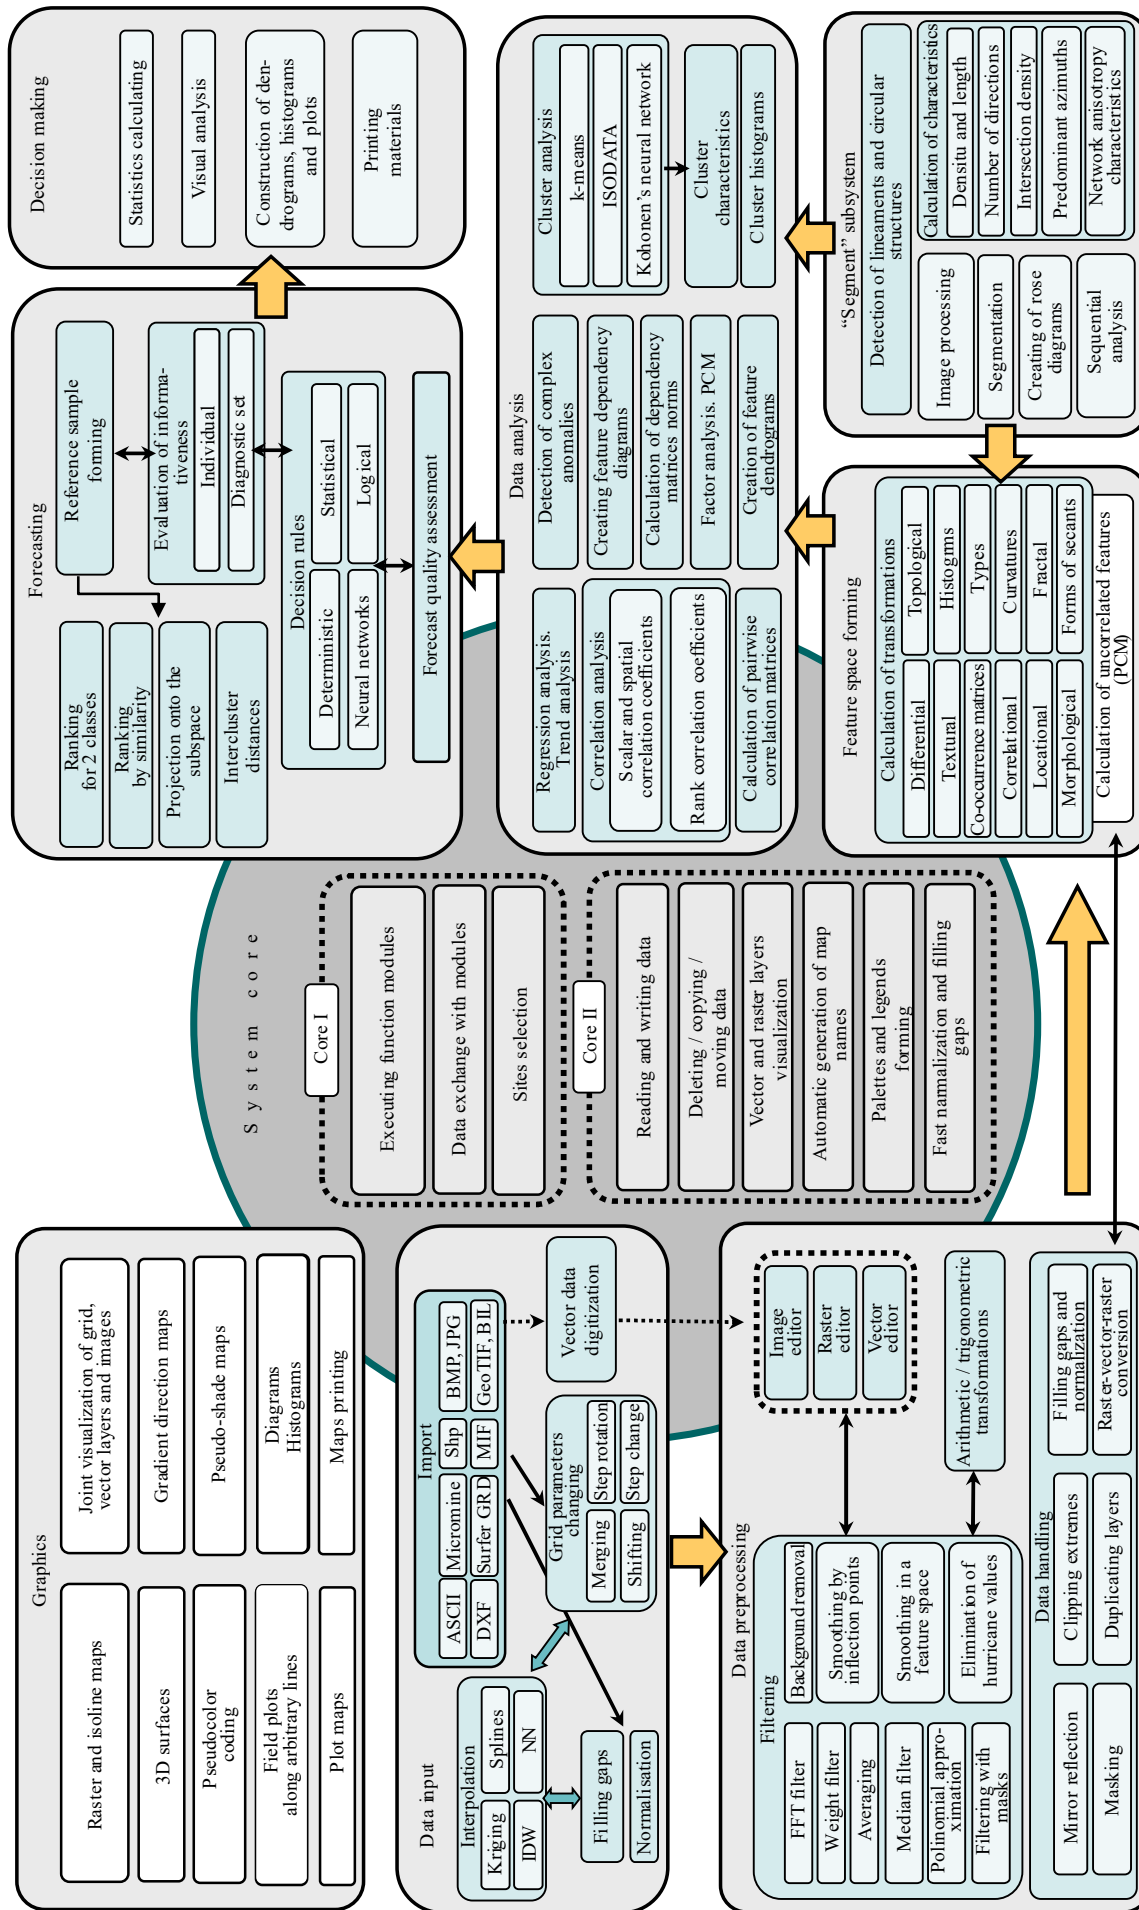 Graphics
Raster and isoline maps
3D surfaces
Pseudocolor
coding
Field plots
along arbitrary lines
Plot maps
Joint visualization of grid,
vector layers and images
Gradient direction maps
Pseudo-shade maps
Diagrams
Histograms
Maps printing
Data input
Interpolation
Kriging
Splines
IDW
NN
Filling gaps
Normalisation
Import
ASCII
Micromine
Shp
BMP, JPG
DXF
Surfer GRD
MIF
GeoTIF, BIL
Grid parameters
changing
Merging
Step rotation
Shifting
Step change
Vector data
digitization
Data preprocessing
Filtering
FFT filter
Weight filter
Averaging
Median filter
Polinomial appro-
ximation
Filtering with
masks
Background removal
Smoothing by
inflection points
Smoothing in a
feature space
Elimination of
hurricane values
Image
editor
Raster
editor
Vector
editor
Arithmetic / trigonometric
transformations
Data handling
Mirror reflection
Clipping extremes
Filling gaps and
normalization
Masking
Duplicating layers
Raster-vector-raster
conversion
System core
Core I
Executing function modules
Data exchange with modules
Sites selection
Core II
Reading and writing data
Deleting / copying /
moving data
Vector and raster layers
visualization
Automatic generation of map
names
Palettes and legends
forming
Fast narnalization and filling
gaps
Forecasting
Ranking
for 2 classes
Ranking
by similarity
Projection onto the
subspace
Intercluster
distances
Reference sample
foming
Evaluation of informa-
tiveness
Individual
Diagnostic set
Decision rules
Deterministic
Statistical
Neural networks
Logical
Forecast quality assessment
Decision making
Statistics calculating
Visual analysis
Construction of den-
drograms, histograms
and plots
Printing
materials
Data analysis
Regression analysis.
Trend analysis
Correlation analysis
Scalar and spatial
correlation coefficients
Rank correlation coefficients
Calculation of pairwise
correlation matrices
Detection of complex
anomalies
Creating feature dependency
diagrams
Calculation of dependency
matrices norms
Factor analysis. PCM
Creation of feature
dendrograms
Cluster analysis
k-means
ISODATA
Kohonen's neural network
Cluster
characteristics
Cluster histograms
Feature space forming
Calculation of transformations
Differential
Topological
Textural
Histogms
Co-occurrence matrices
Types
Correlational
Curvatures
Locational
Fractal
Morphological
Forms of secants
Calculation of uncorrelated features
(PCM)
“Segment” subsystem
Detection of lineaments and circular
structures
Image processing
Segmentation
Creating of rose
diagrams
Sequential
analysis
Calculation of characteristics
Densitu and length
Number of directions
Intersection density
Predomonant azimuths
Network anisotropy
characteristics